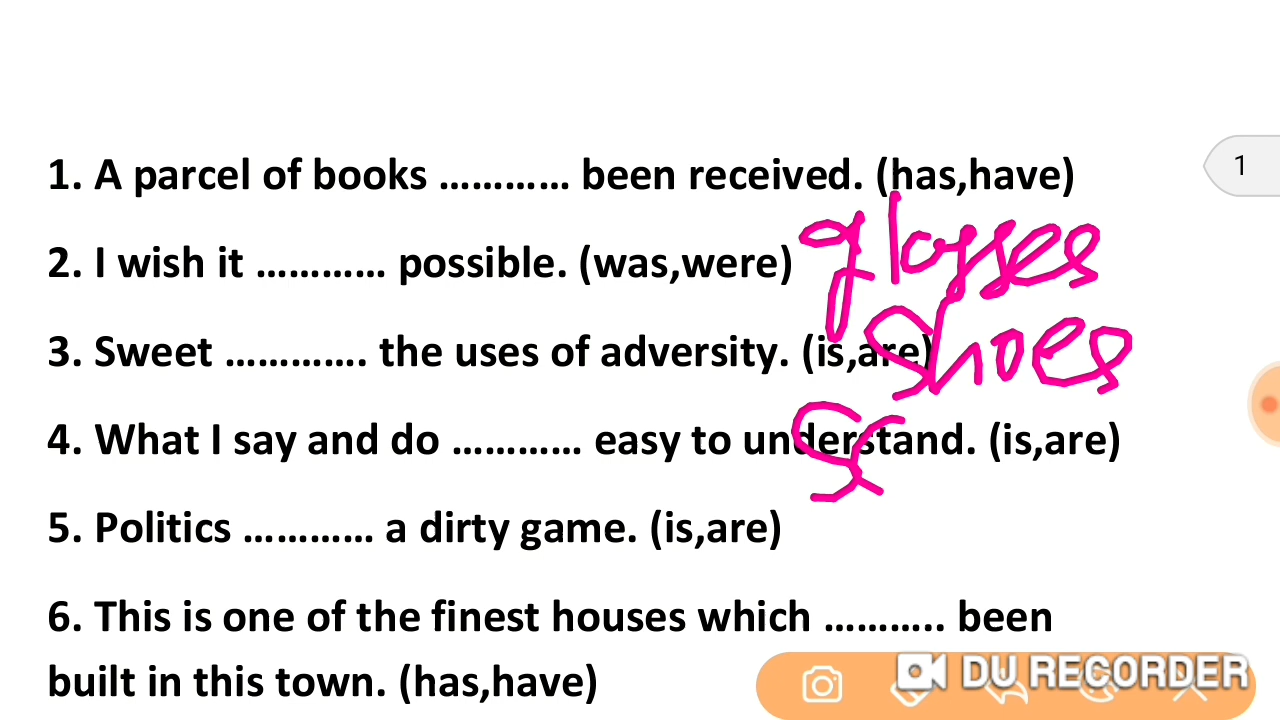 1. A parcel of books ............. been received. (has,have)
1
glasses
2. I wish it ............. possible. (was,were)
shoes
3. Sweet .............. the uses of adversity. (is,are)
4. What I say and do ............. easy to understand. (is,are)
Sc
5. Politics ............. a dirty game. (is,are)
6. This is one of the finest houses which ........... been
built in this town. (has,have)
DU RECORDER